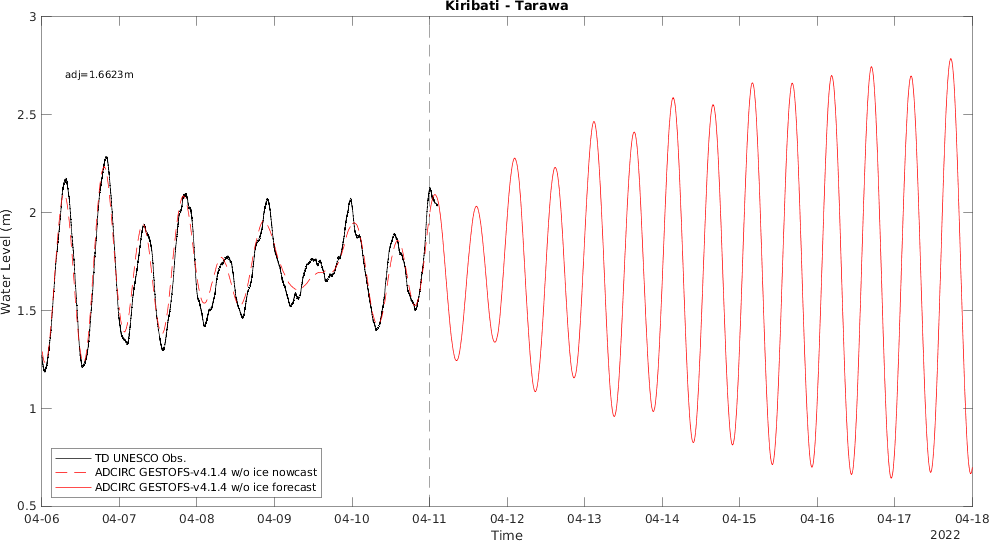 Kiribati - Tarawa
adj=1.6623m
Water Level (m)
3
2.5
2
1.5
1
0.5
TD UNESCO Obs.
ADCIRC GESTOFS-v4.1.4 w/o ice nowcast
ADCIRC GESTOFS-v4.1.4 w/o ice forecast
04-06 04-07 04-08 04-09 04-10 04-11 04-12 04-13 04-14 04-15 04-16 04-17 04-18
Time
2022